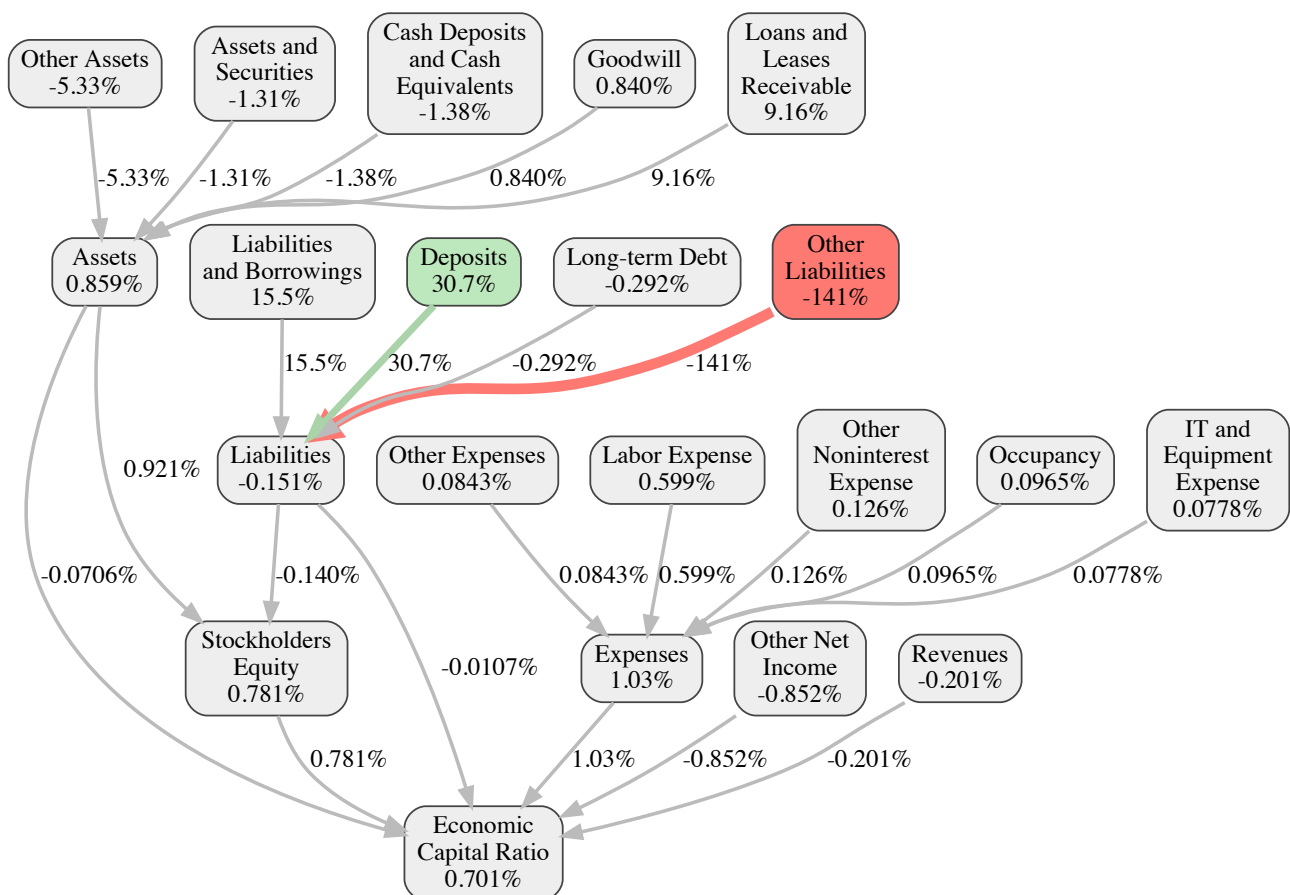 Other Assets
-5.33%
Assets and
Securities
-1.31%
Cash Deposits
and Cash
Equivalents
-1.38%
Goodwill
0.840%
Loans and
Leases
Receivable
9.16%
-5.33%
-1.31%
-1.38%
0.840%
9.16%
Assets
0.859%
Liabilities
and Borrowings
15.5%
Deposits
30.7%
Long-term Debt
-0.292%
Other
Liabilities
-141%
15.5%
30.7%
-0.292%
-141%
0.921%
Liabilities
-0.151%
Other Expenses
0.0843%
Labor Expense
0.599%
Other
Noninterest
Expense
0.126%
Occupancy
0.0965%
IT and
Equipment
Expense
0.0778%
-0.0706%
-0.140%
0.0843%
0.599%
0.126%
0.0965%
0.0778%
Stockholders
Equity
0.781%
-0.0107%
Expenses
1.03%
Other Net
Income
-0.852%
Revenues
-0.201%
0.781%
1.03%
-0.852%
-0.201%
Economic
Capital Ratio
0.701%